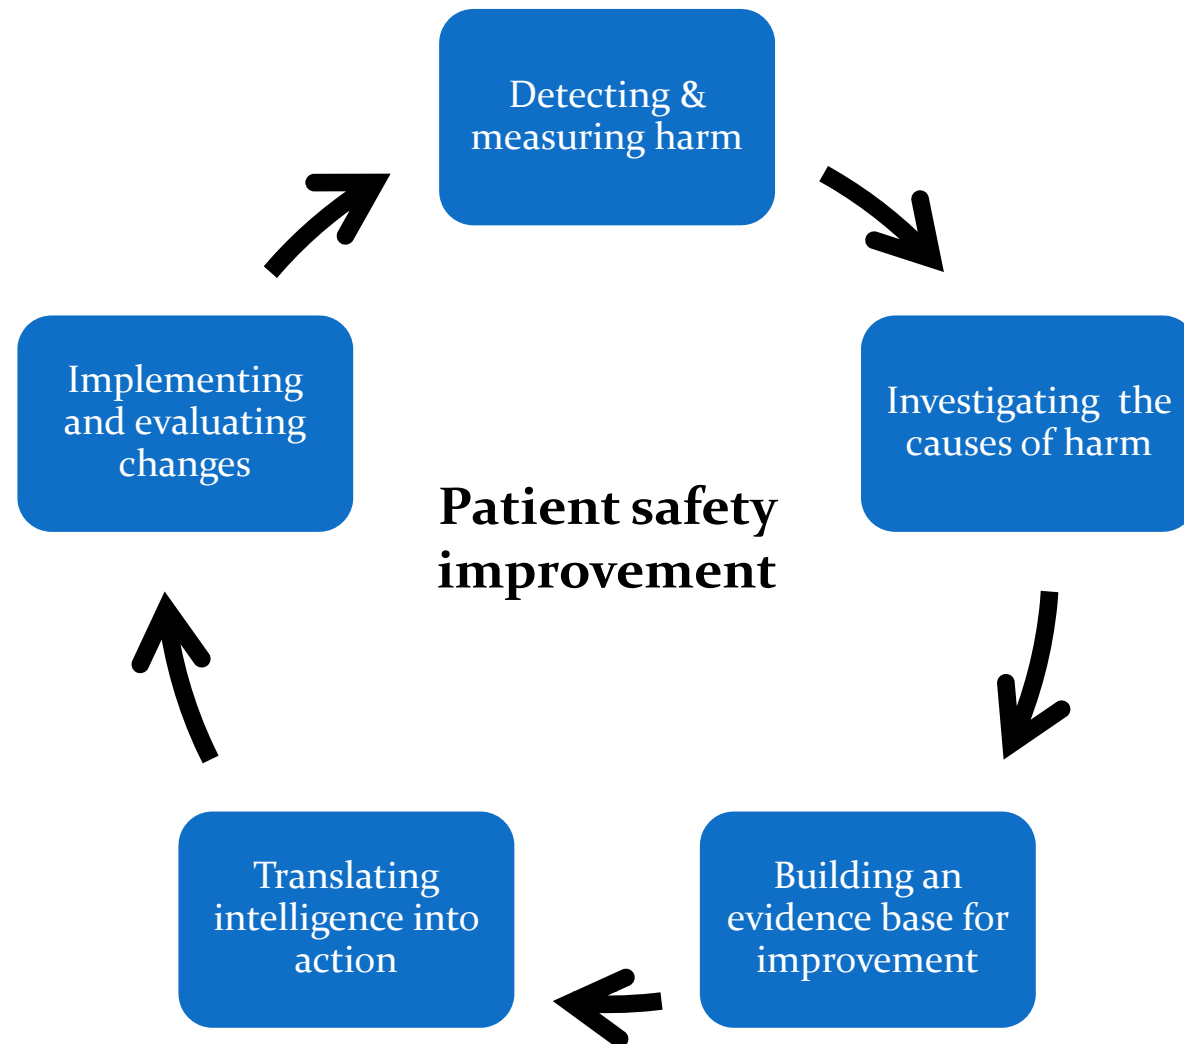 Detecting &
measuring harm
Investigating  the
causes of harm
Building an
evidence base for
improvement
Translating
intelligence into
action
Implementing
and evaluating
changes
Patient safety
improvement